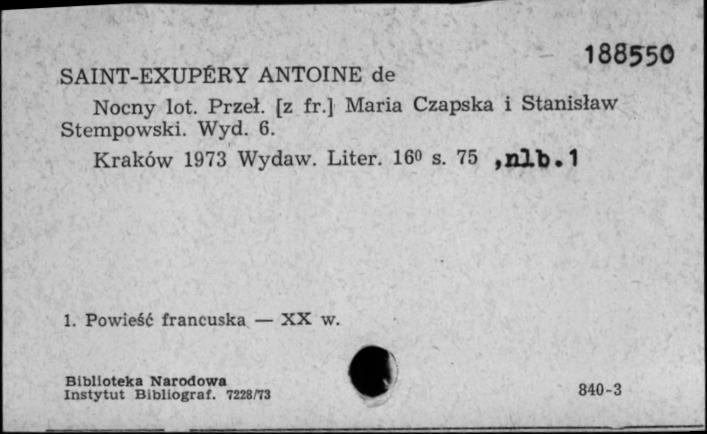 188550
SAINT-EXUPÉRY ANTOINE de
Nocny lot. Przeł. [z fr.] Maria Czapska i Stanisław
Stempowski. Wyd. 6.
Kraków 1973 Wydaw. Liter. 16⁰ s. 75 ,nlb.1
1. Powieść francuska — XX w.
Biblioteka Narodowa
Instytut Bibliograf. 7228/73
840-3